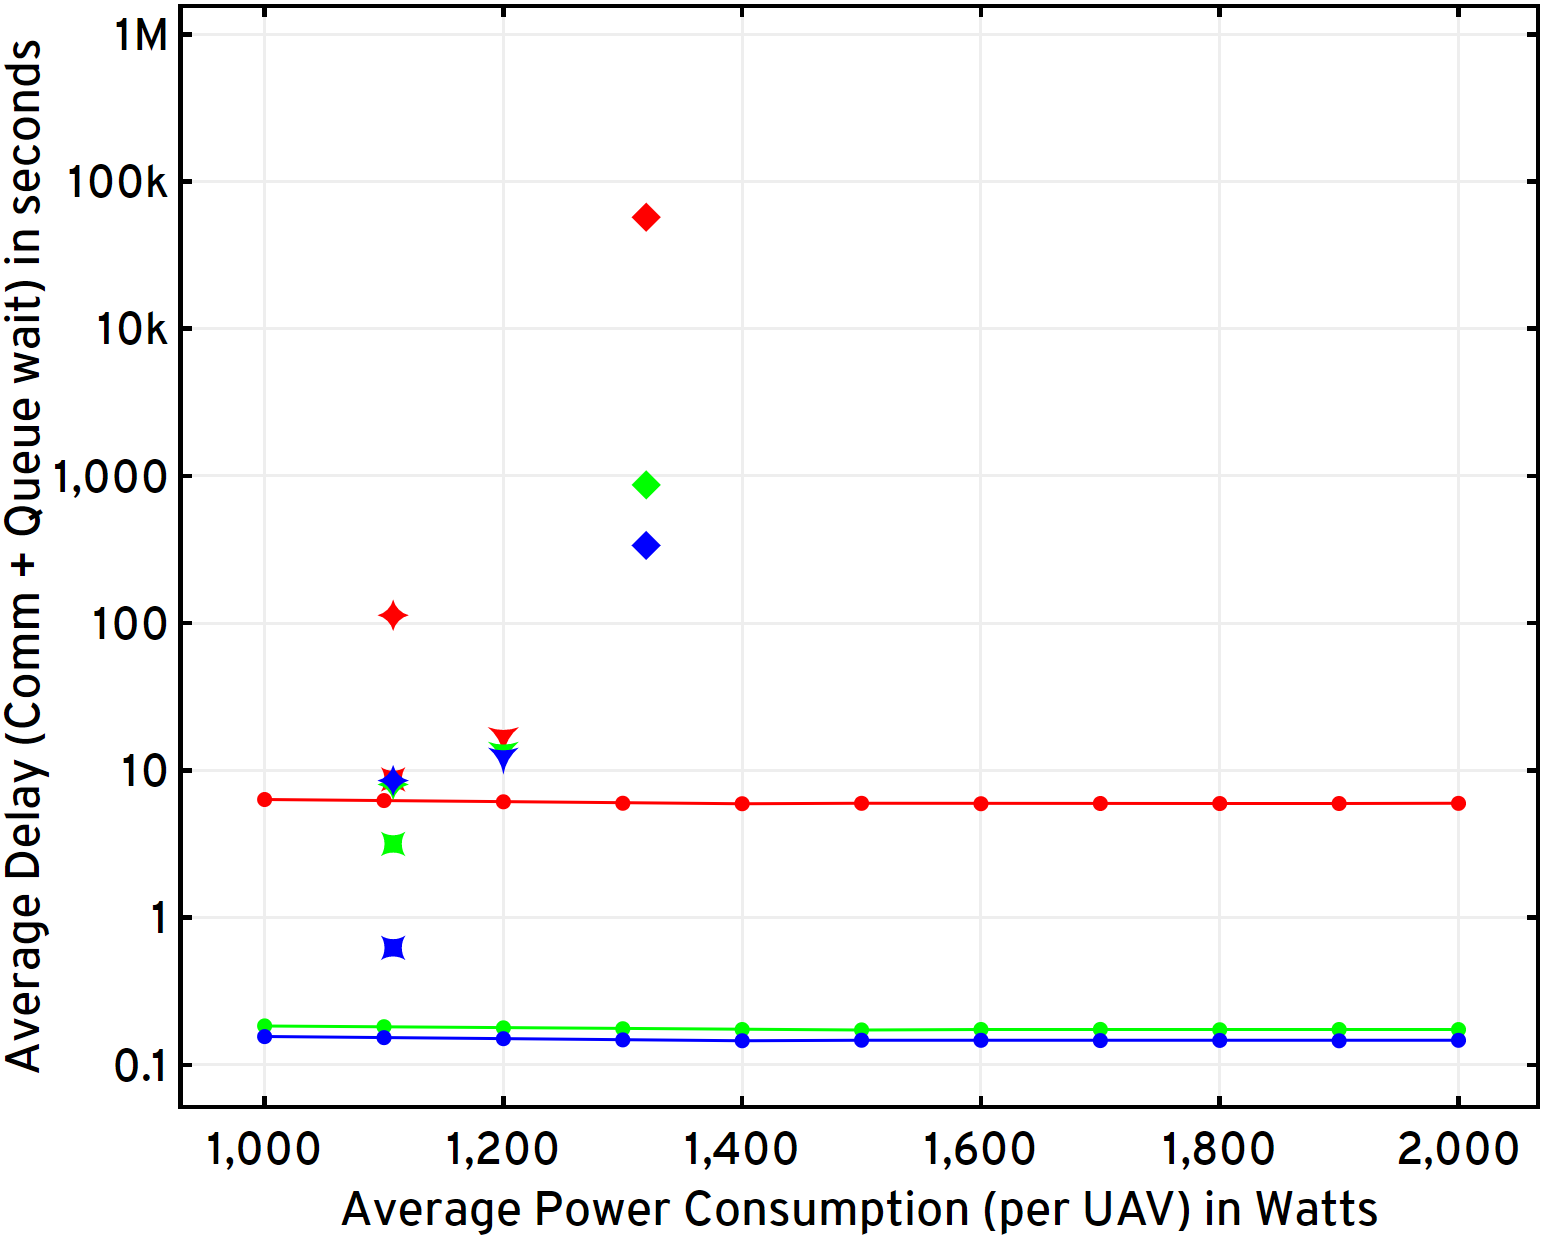 Average Delay (Comm + Queue wait) in seconds
1M
100k
10k
1,000
100
10
1
0.1
1,000 1,200 1,400 1,600 1,800 2,000
Average Power Consumption (per UAV) in Watts